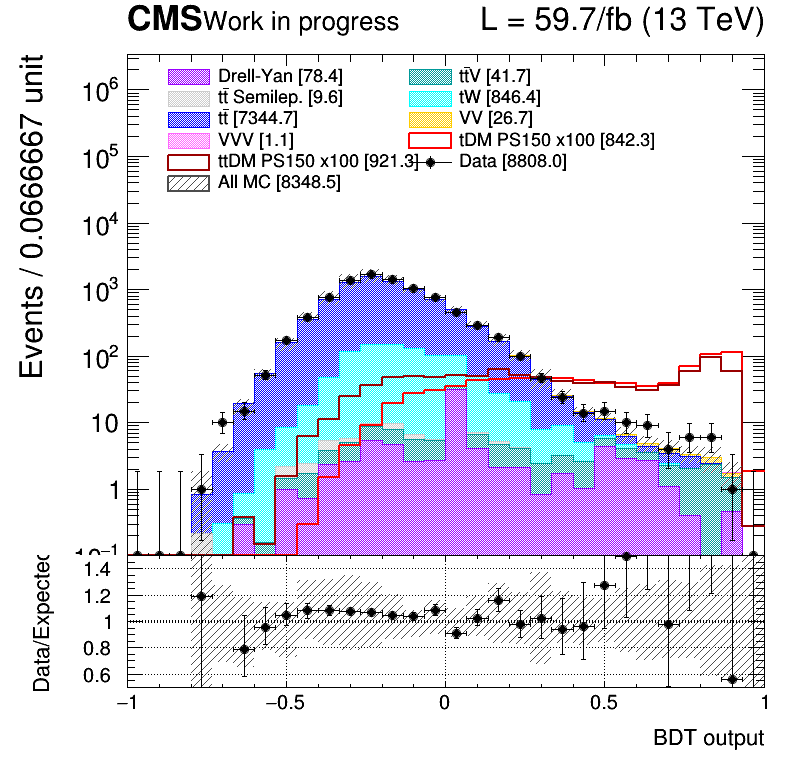 CMS Work in progress L = 59.7/fb (13 TeV)
Events / 0.0666667 unit
Drell-Yan [78.4] tt̄V [41.7]
tt̄ Semilep. [9.6] tW [846.4]
tt̄ [7344.7] VV [26.7]
VVV [1.1] tDM PS150 x100 [842.3]
ttDM PS150 x100 [921.3] Data [8808.0]
All MC [8348.5]
10⁶
10⁵
10⁴
10³
10²
10
1
10⁻¹
Data/Expected
1.4
1.2
1
0.8
0.6
−1 −0.5 0 0.5 1
BDT output